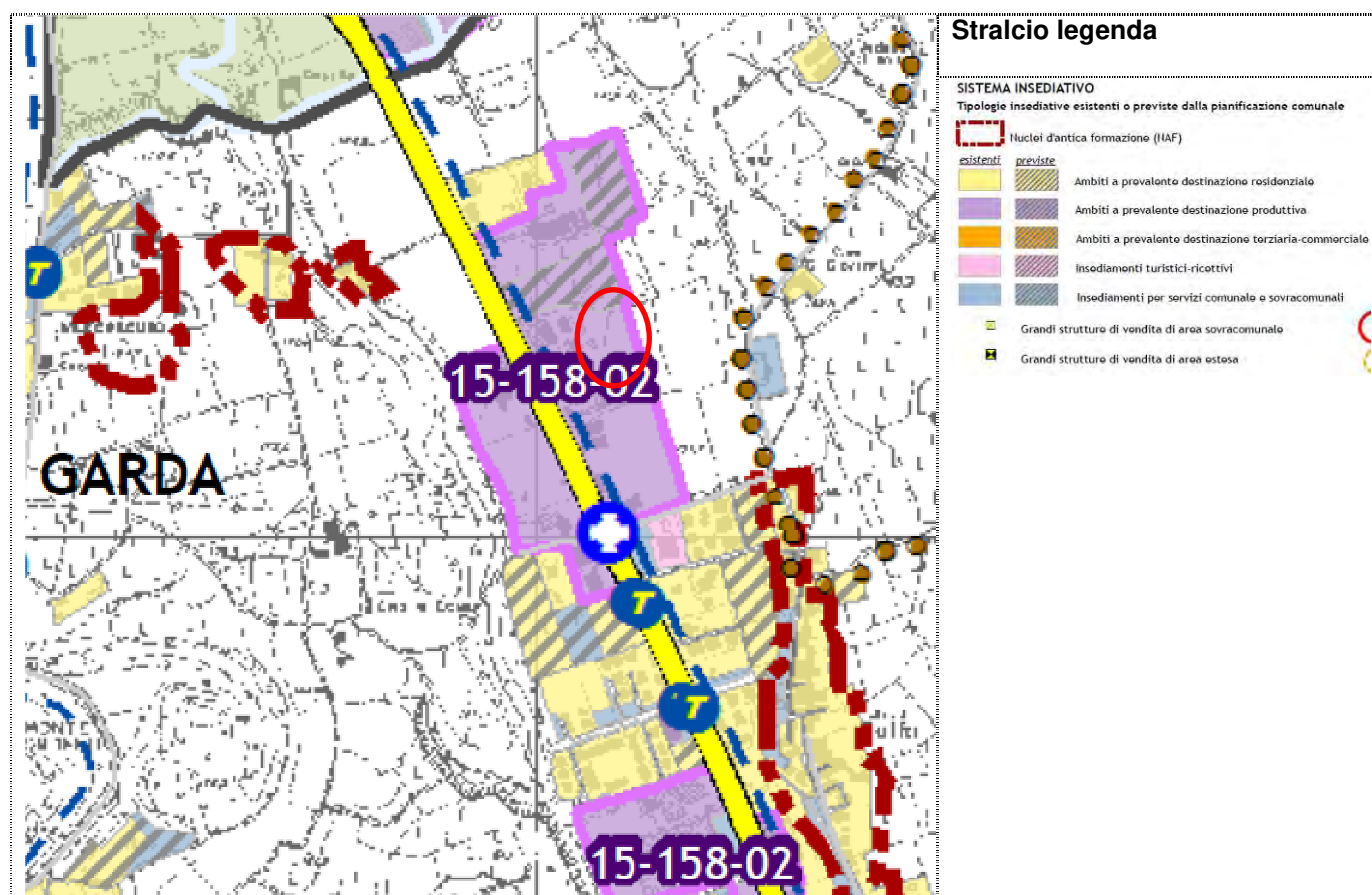 Stralcio legenda
SISTEMA INSEDIATIVO
Tipologie insediative esistenti o previste dalla pianificazione comunale
Nuclei d'antica formazione (NAF)
esistenti previste
Ambiti a prevalente destinazione residenziale
Ambiti a prevalente destinazione produttiva
Ambiti a prevalente destinazione terziaria-commerciale
Insediamenti turistici-ricettivi
Insediamenti per servizi comunale e sovracomunali
Grandi strutture di vendita di area sovracomunale
Grandi strutture di vendita di area estesa
T
15-158-02
GARDA
T
T
MONTE
15-158-02